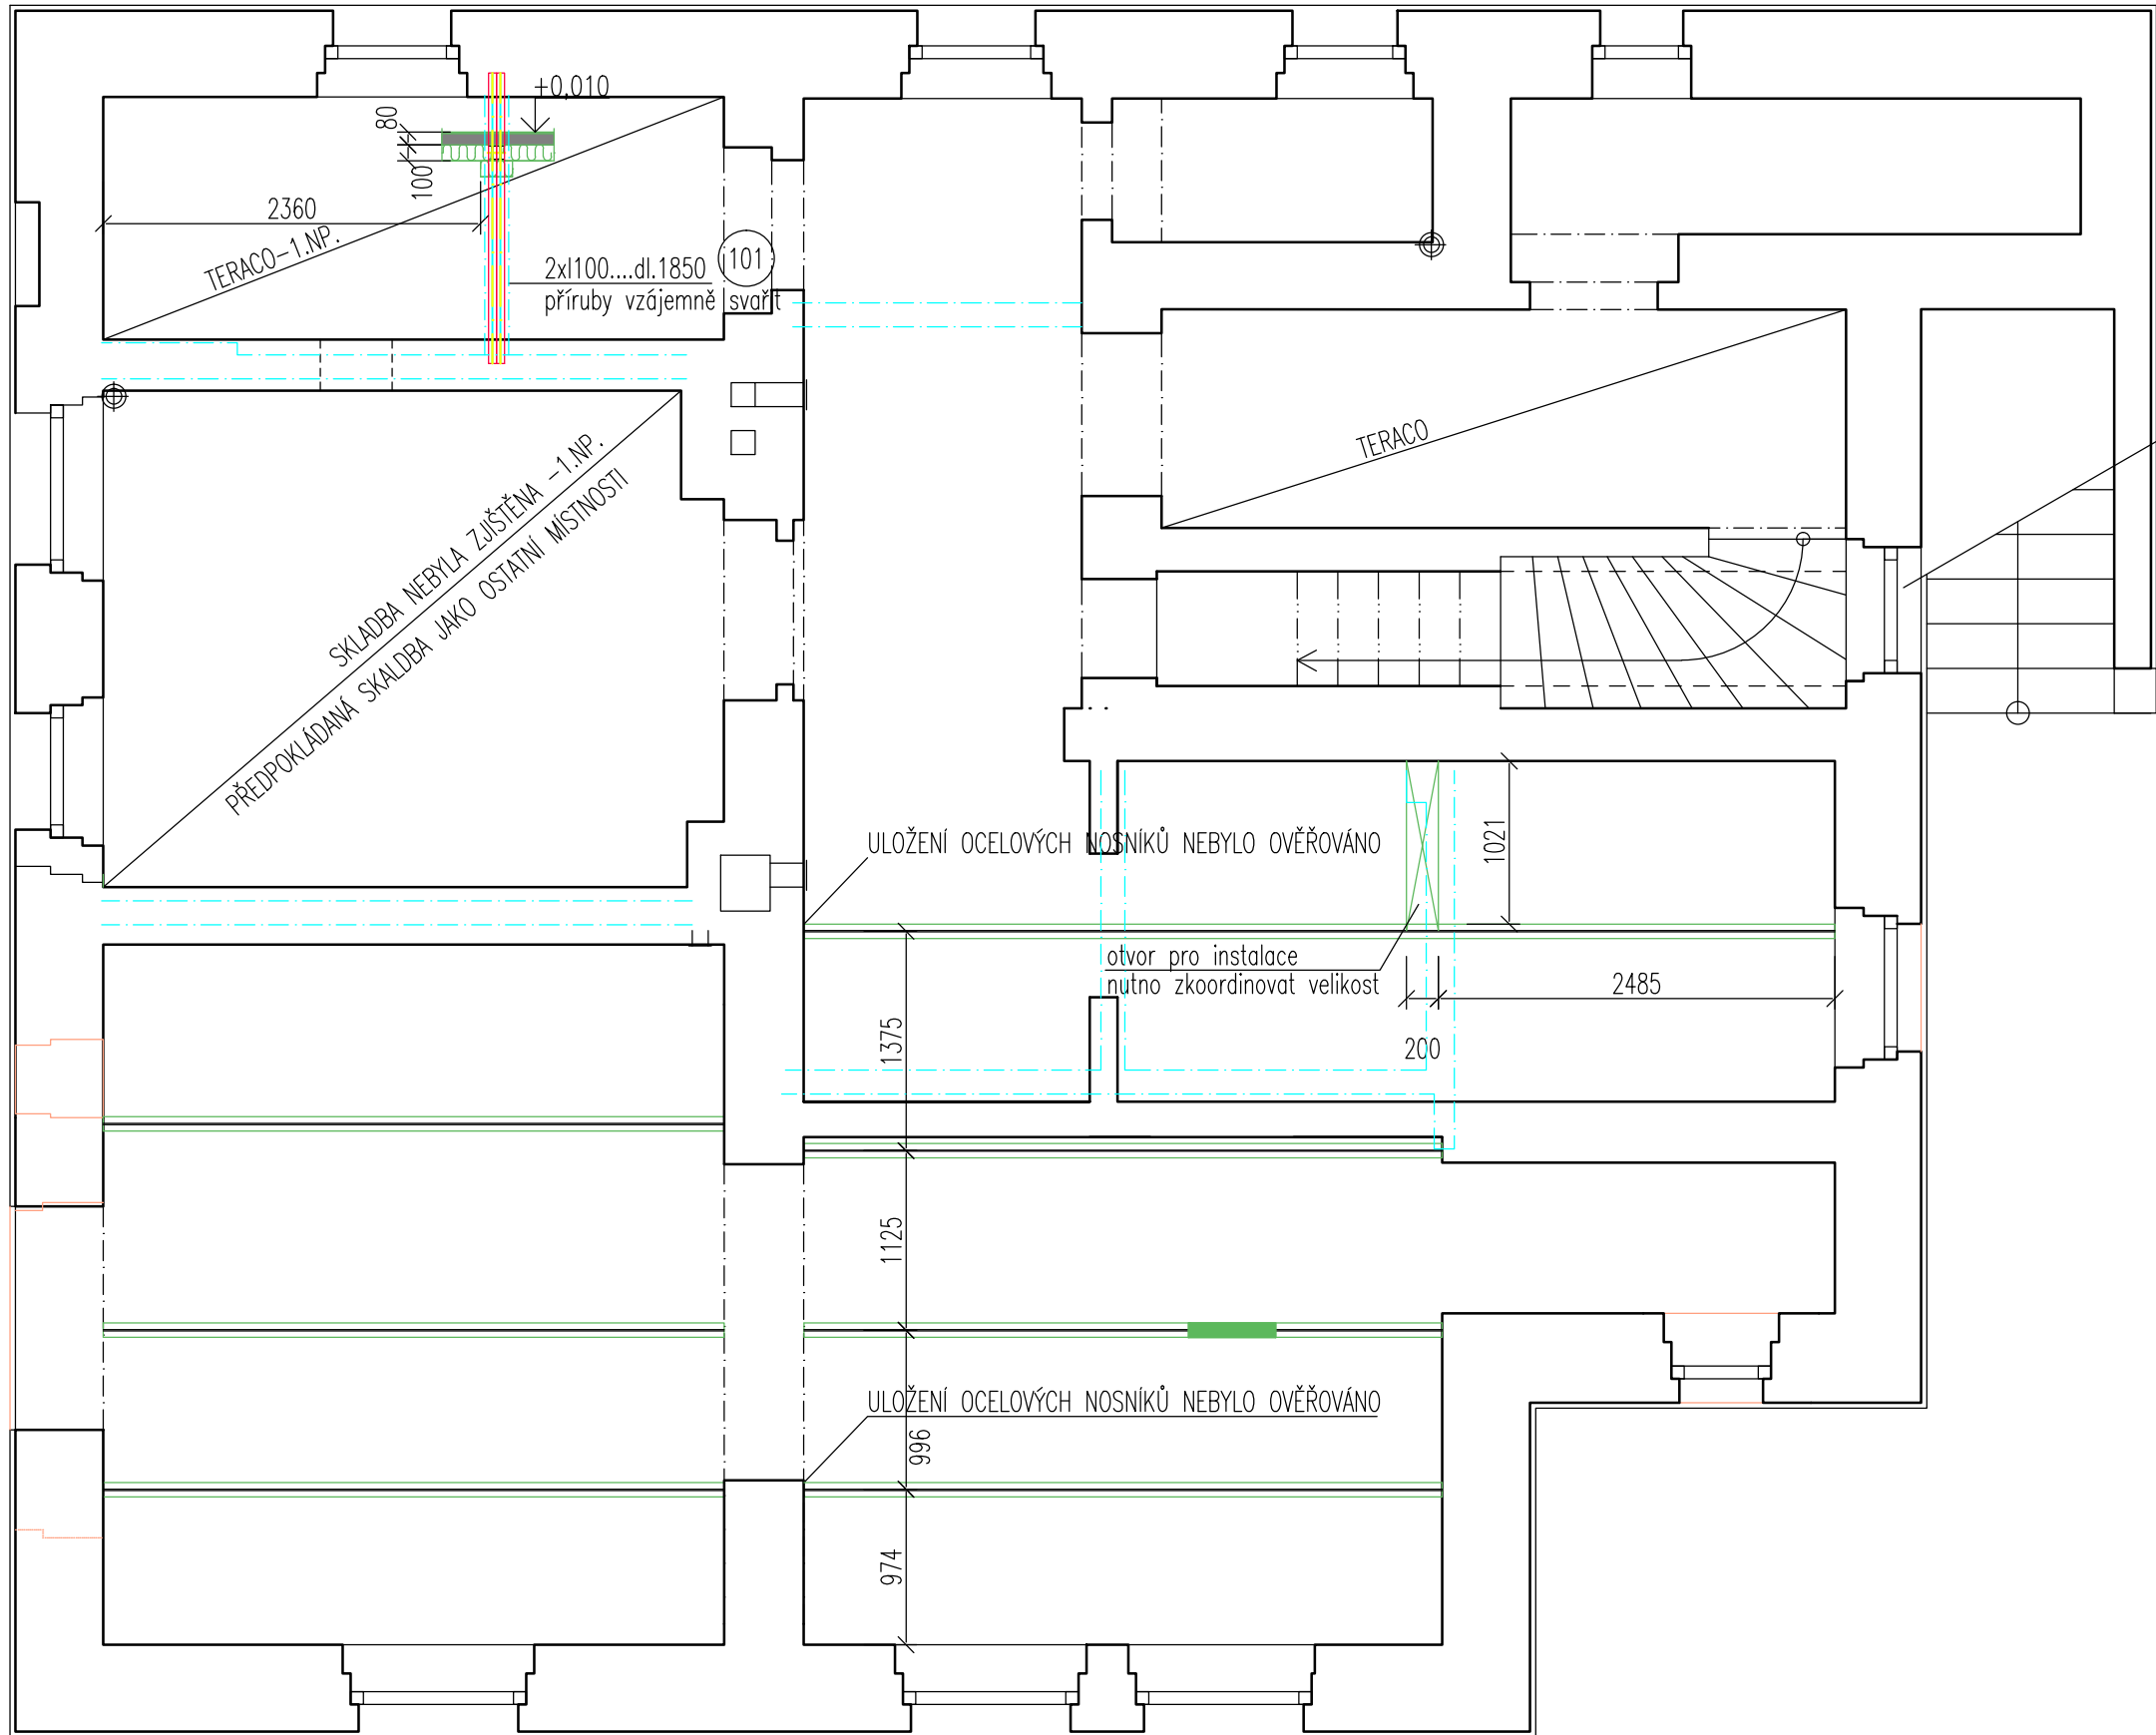 +0,010
80
100
2360
TERACO-1.NP.
101
2xI100....dl.1850
příruby vzájemně svařit
TERACO
SKLADBA NEBYLA ZJIŠTĚNA -1.NP.
PŘEDPOKLÁDANÁ SKALDBA JAKO OSTATNÍ MÍSTNOSTI
ULOŽENÍ OCELOVÝCH NOSNÍKŮ NEBYLO OVĚŘOVÁNO
1021
otvor pro instalace
nutno zkoordinovat velikost
2485
200
1375
1125
ULOŽENÍ OCELOVÝCH NOSNÍKŮ NEBYLO OVĚŘOVÁNO
996
974